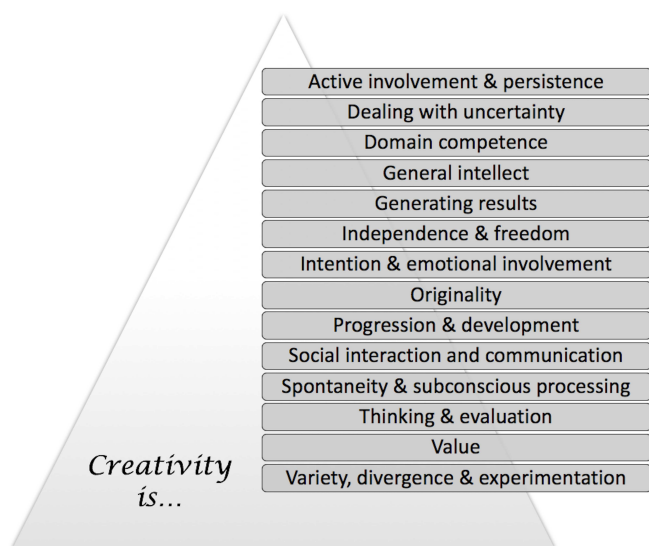 Active involvement & persistence
Dealing with uncertainty
Domain competence
General intellect
Generating results
Independence & freedom
Intention & emotional involvement
Originality
Progression & development
Social interaction and communication
Spontaneity & subconscious processing
Thinking & evaluation
Value
Variety, divergence & experimentation
Creativity
is...